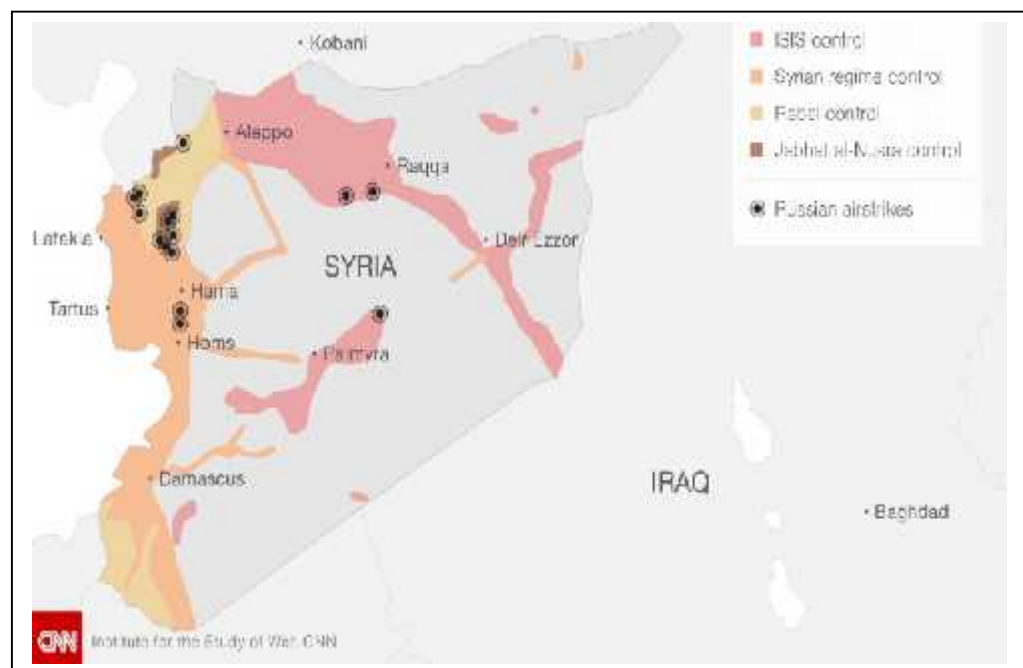 Kobani
ISIS control
Syrian regime control
Rebel control
Jabhat al-Nusra control
Russian airstrikes
Aleppo
Raqqa
Deir Ezzor
Latakia
SYRIA
Hama
Tartus
Homs
Palmyra
Damascus
IRAQ
Baghdad
CNN Institute for the Study of War, CNN